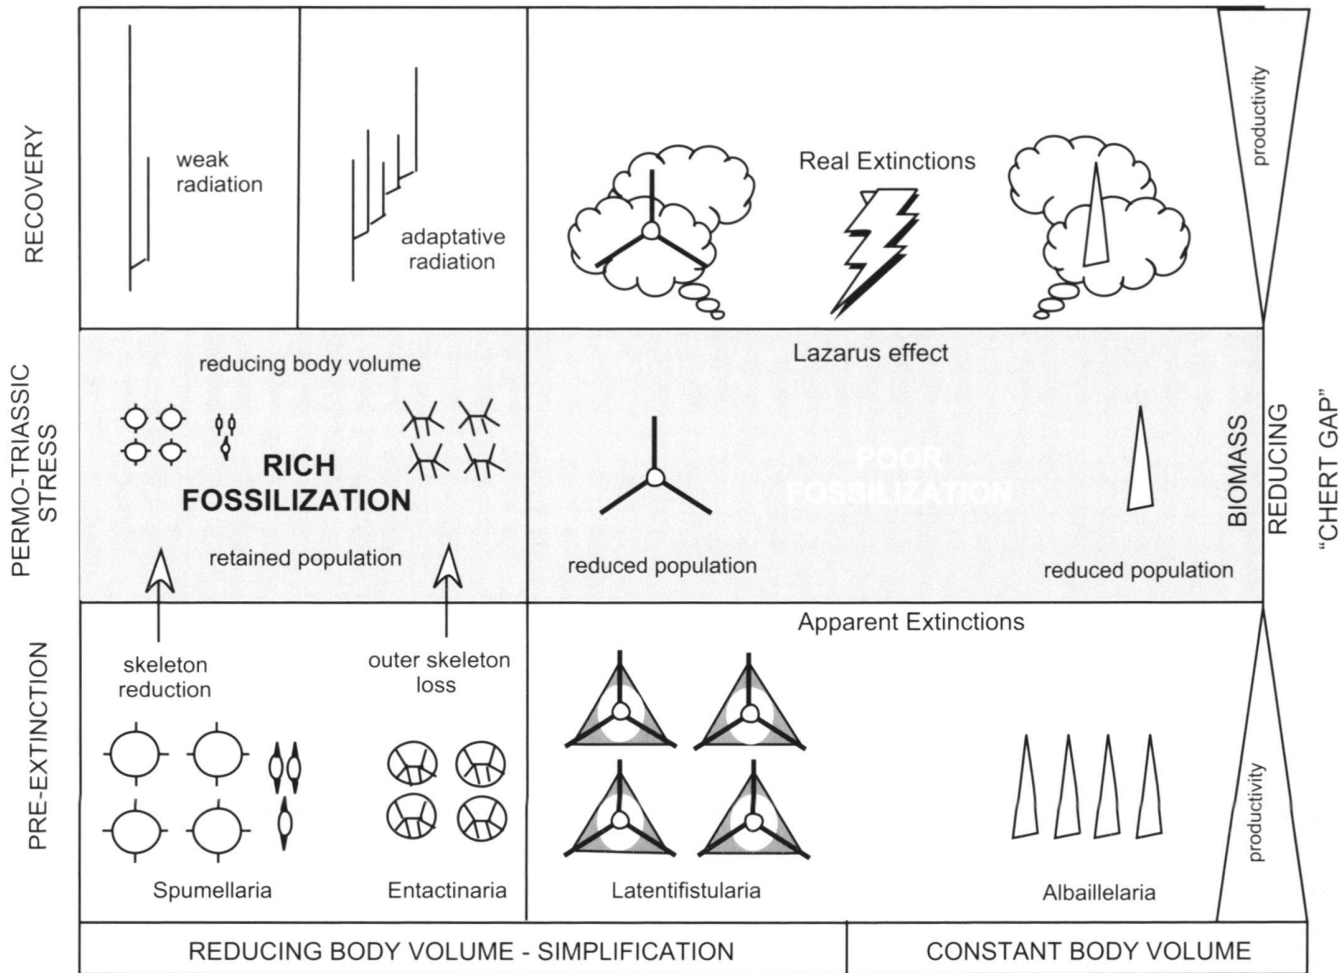 RECOVERY
weak
radiation
adaptative
radiation
Real Extinctions
productivity
PERMO-TRIASSIC
STRESS
reducing body volume
RICH
FOSSILIZATION
retained population
Lazarus effect
POOR
FOSSILIZATION
reduced population
reduced population
BIOMASS
REDUCING
“CHERT GAP”
PRE-EXTINCTION
skeleton
reduction
outer skeleton
loss
Apparent Extinctions
productivity
Spumellaria
Entactinaria
Latentifistularia
Albaillelaria
REDUCING BODY VOLUME - SIMPLIFICATION
CONSTANT BODY VOLUME